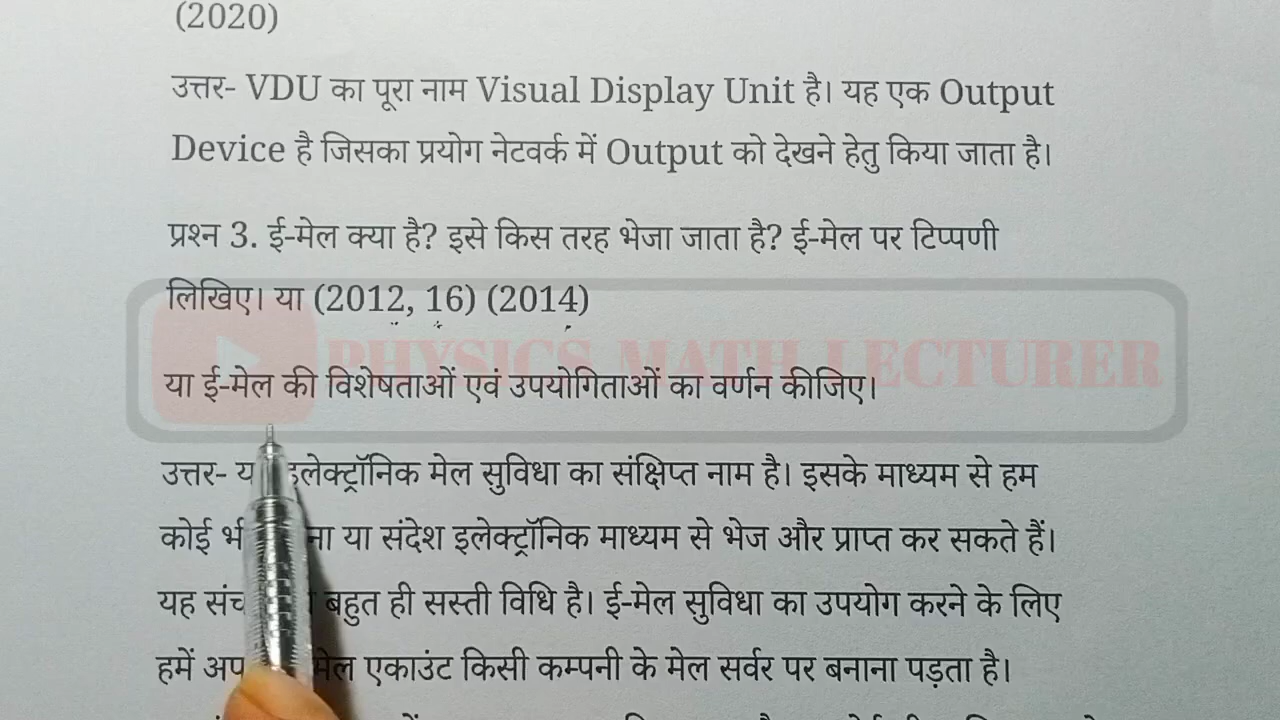 (2020)
उत्तर- VDU का पूरा नाम Visual Display Unit है। यह एक Output
Device है जिसका प्रयोग नेटवर्क में Output को देखने हेतु किया जाता है।
प्रश्न 3. ई-मेल क्या है? इसे किस तरह भेजा जाता है? ई-मेल पर टिप्पणी
लिखिए। या (2012, 16) (2014)
PHYSICS MATH LECTURER
या ई-मेल की विशेषताओं एवं उपयोगिताओं का वर्णन कीजिए।
उत्तर- इलेक्ट्रॉनिक मेल सुविधा का संक्षिप्त नाम है। इसके माध्यम से हम
कोई या संदेश इलेक्ट्रॉनिक माध्यम से भेज और प्राप्त कर सकते हैं।
यह बहुत ही सस्ती विधि है। ई-मेल सुविधा का उपयोग करने के लिए
हमें मेल एकाउंट किसी कम्पनी के मेल सर्वर पर बनाना पड़ता है।